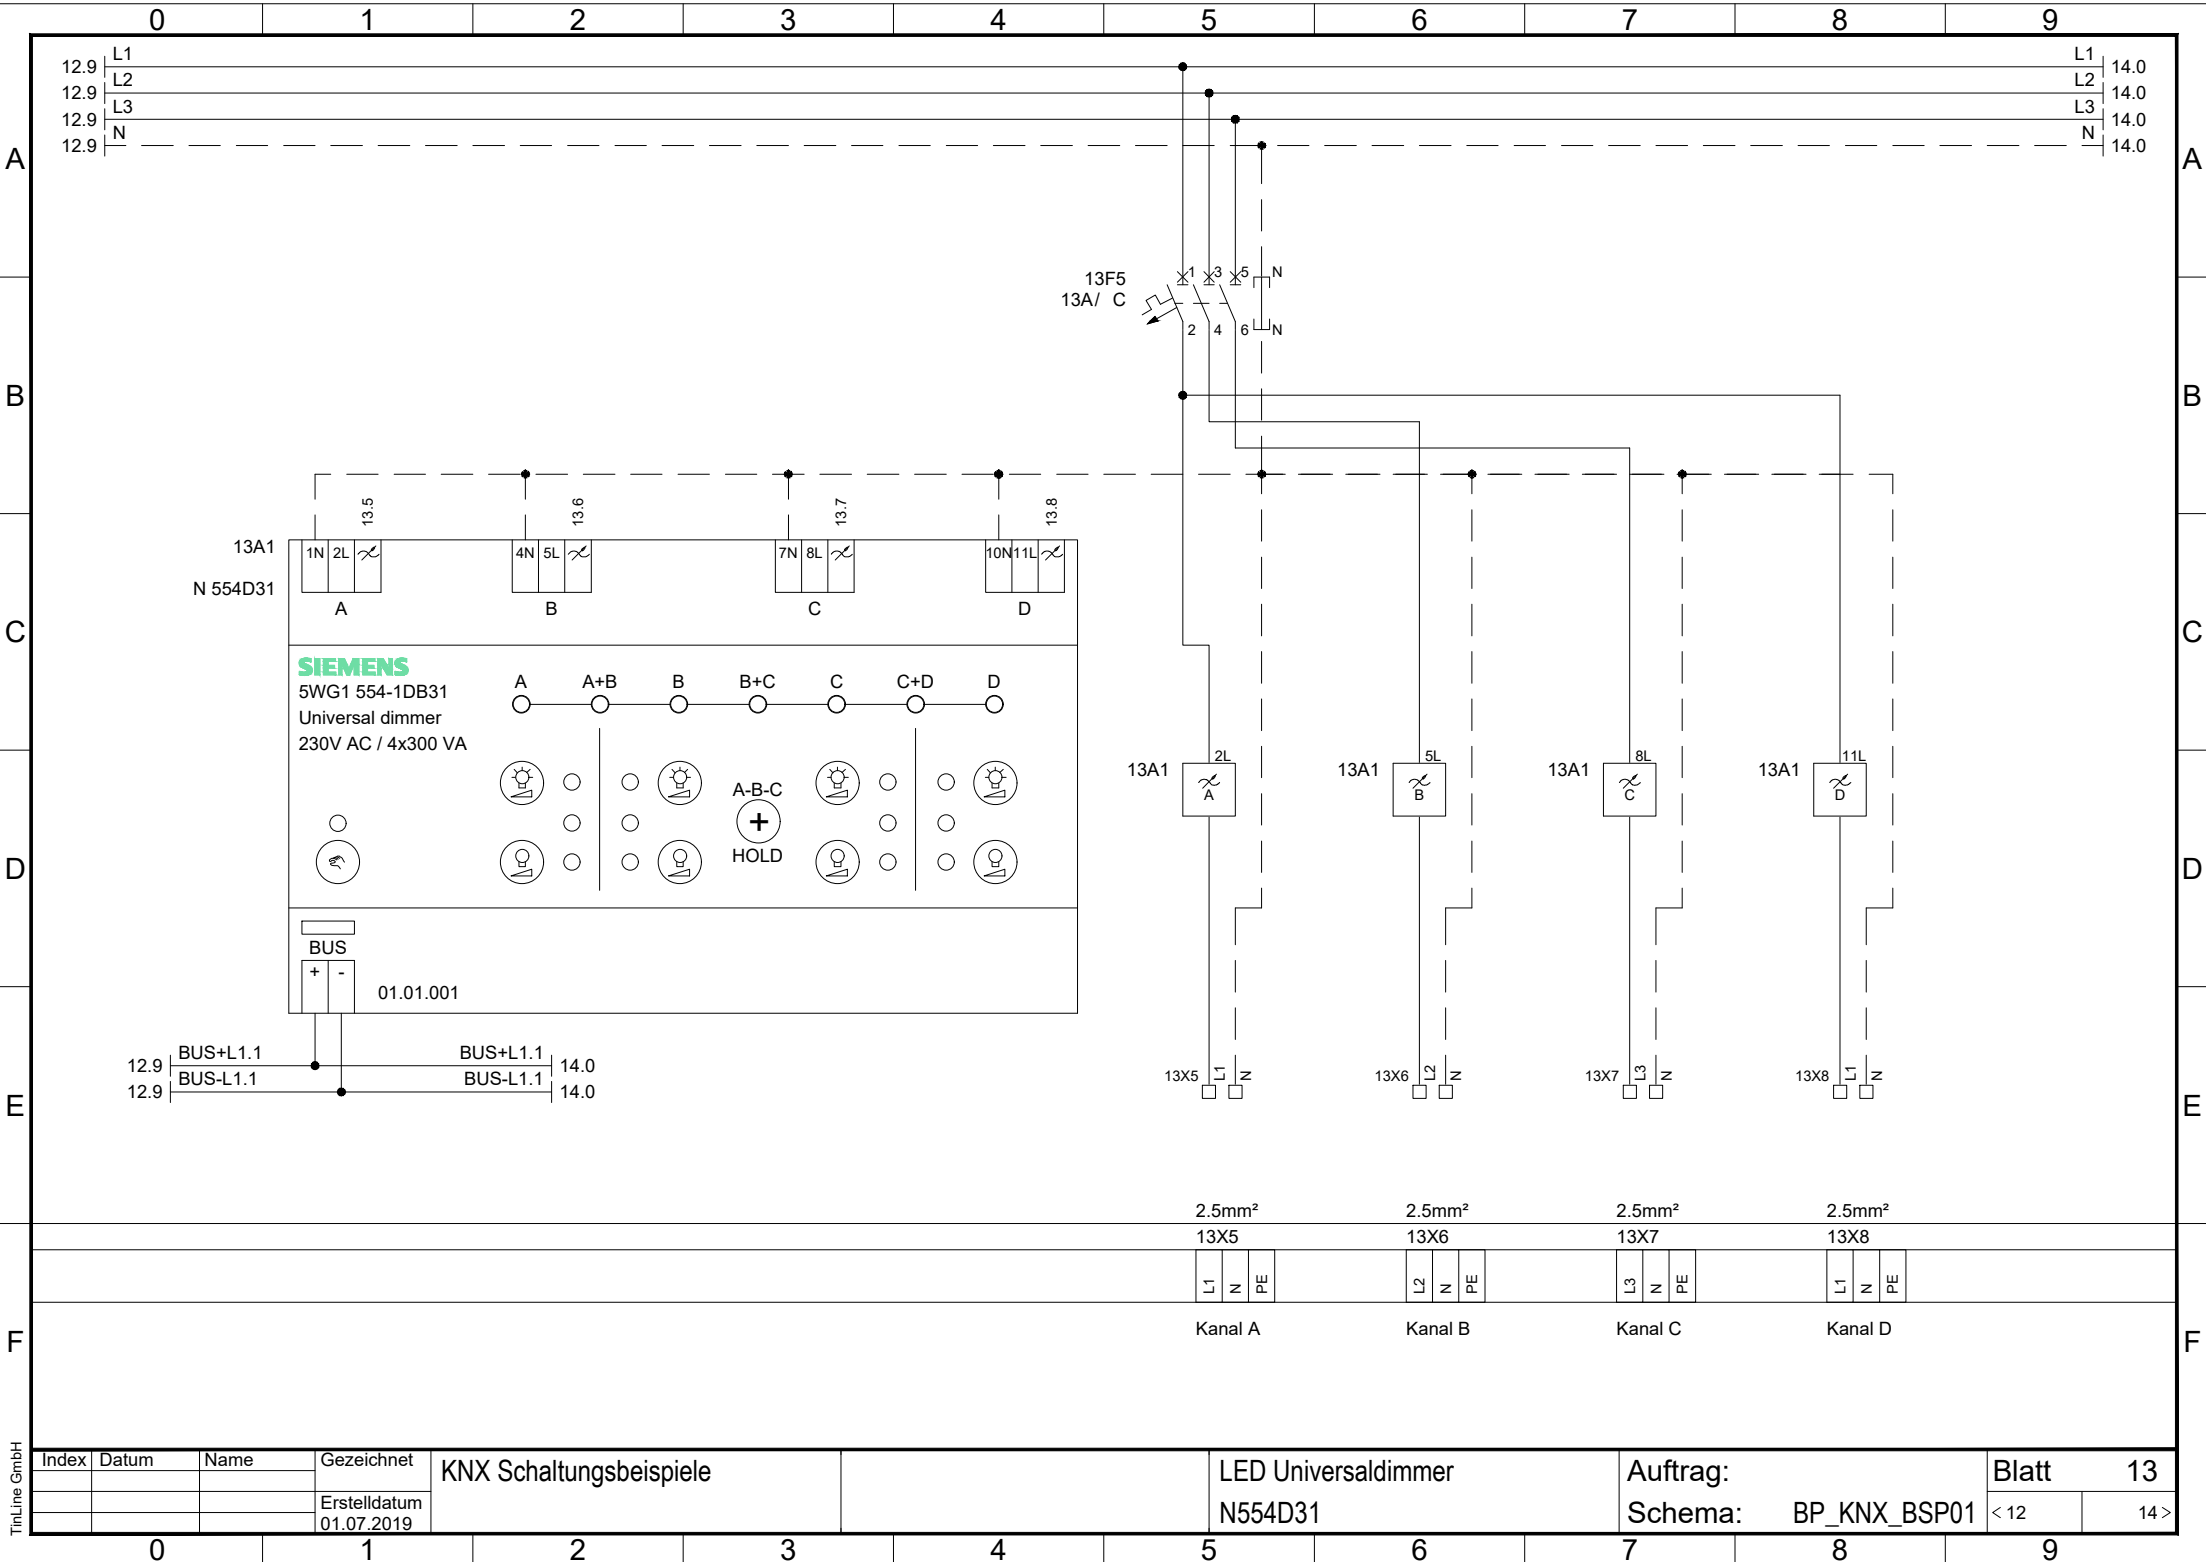 0 1 2 3 4 5 6 7 8 9
12.9 L1 L1 14.0
12.9 L2 L2 14.0
12.9 L3 L3 14.0
12.9 N N 14.0
A A
13F5 1 3 5 N
13A/ C
2 4 6 N
B B
13.5 13.6 13.7 13.8
13A1 1N 2L 4N 5L 7N 8L 10N 11L
N 554D31
A B C D
C C
SIEMENS
5WG1 554-1DB31
Universal dimmer
230V AC / 4x300 VA
A A+B B B+C C C+D D
A-B-C
+
HOLD
13A1 2L A
13A1 5L B
13A1 8L C
13A1 11L D
D D
BUS
+ -
01.01.001
12.9 BUS+L1.1 BUS+L1.1 14.0
12.9 BUS-L1.1 BUS-L1.1 14.0
13X5 L1 N
13X6 L2 N
13X7 L3 N
13X8 L1 N
E E
2.5mm² 2.5mm² 2.5mm² 2.5mm²
13X5 13X6 13X7 13X8
L1 N PE L2 N PE L3 N PE L1 N PE
Kanal A Kanal B Kanal C Kanal D
F F
TinLine GmbH
Index Datum Name Gezeichnet
Erstelldatum
01.07.2019
KNX Schaltungsbeispiele
LED Universaldimmer
N554D31
Auftrag:
Schema: BP_KNX_BSP01
Blatt 13
< 12 14 >
0 1 2 3 4 5 6 7 8 9